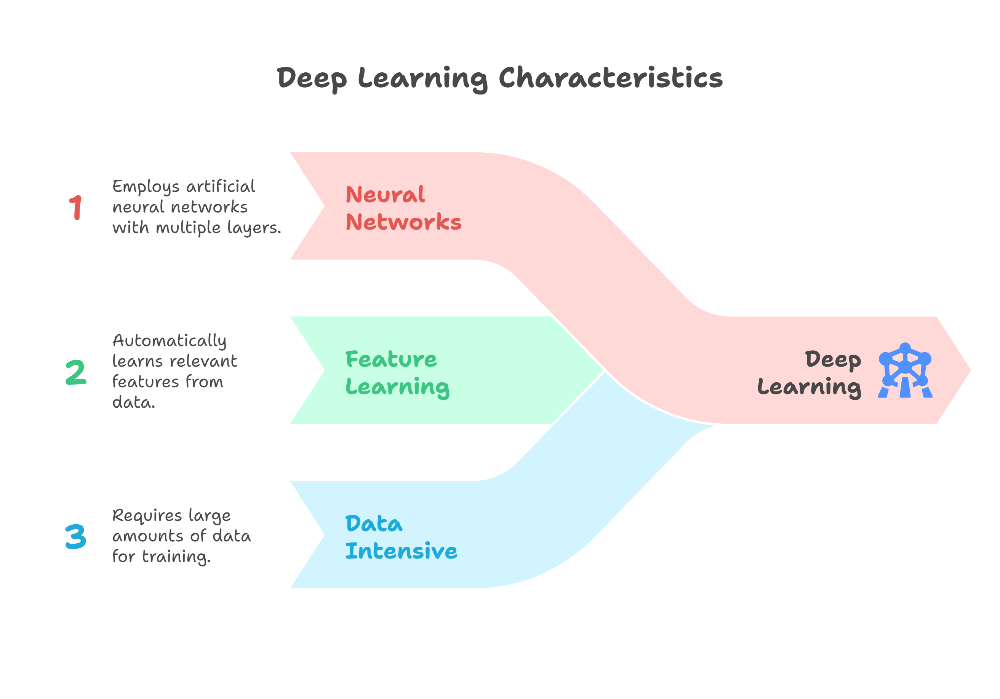 Deep Learning Characteristics
1
Employs artificial
neural networks
with multiple layers.
Neural
Networks
2
Automatically
learns relevant
features from
data.
Feature
Learning
Deep
Learning
3
Requires large
amounts of data
for training.
Data
Intensive